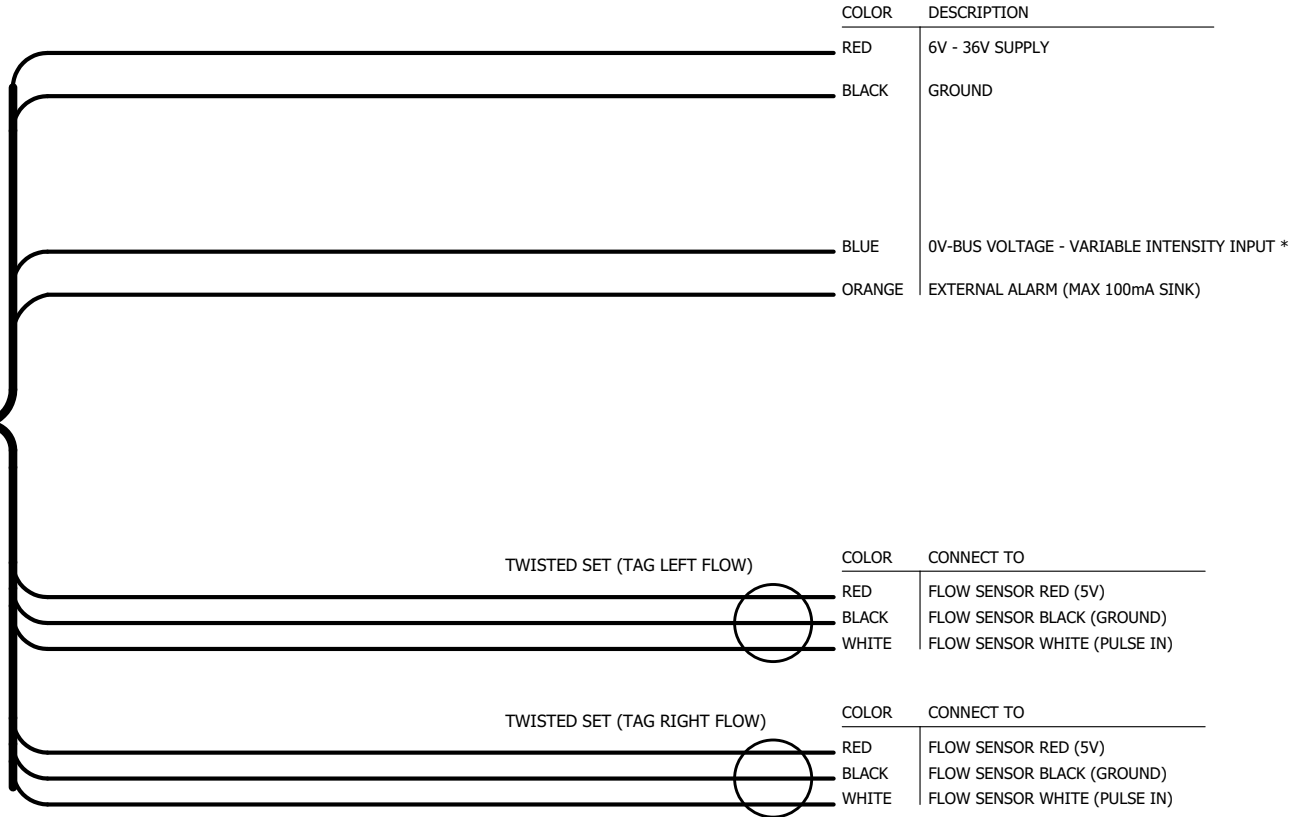 COLOR DESCRIPTION
RED 6V - 36V SUPPLY
BLACK GROUND
BLUE 0V-BUS VOLTAGE - VARIABLE INTENSITY INPUT *
ORANGE EXTERNAL ALARM (MAX 100mA SINK)
TWISTED SET (TAG LEFT FLOW)
COLOR CONNECT TO
RED FLOW SENSOR RED (5V)
BLACK FLOW SENSOR BLACK (GROUND)
WHITE FLOW SENSOR WHITE (PULSE IN)
TWISTED SET (TAG RIGHT FLOW)
COLOR CONNECT TO
RED FLOW SENSOR RED (5V)
BLACK FLOW SENSOR BLACK (GROUND)
WHITE FLOW SENSOR WHITE (PULSE IN)